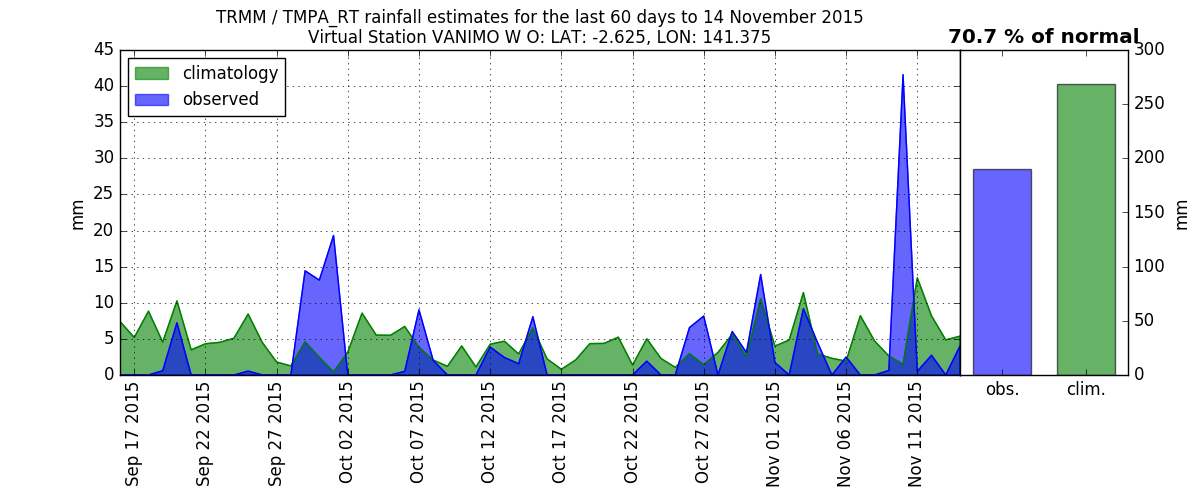 TRMM / TMPA_RT rainfall estimates for the last 60 days to 14 November 2015
Virtual Station VANIMO W O: LAT: -2.625, LON: 141.375
70.7 % of normal
climatology
observed
mm
45
40
35
30
25
20
15
10
5
0
Sep 17 2015
Sep 22 2015
Sep 27 2015
Oct 02 2015
Oct 07 2015
Oct 12 2015
Oct 17 2015
Oct 22 2015
Oct 27 2015
Nov 01 2015
Nov 06 2015
Nov 11 2015
obs.
clim.
300
250
200
150
100
50
0
mm